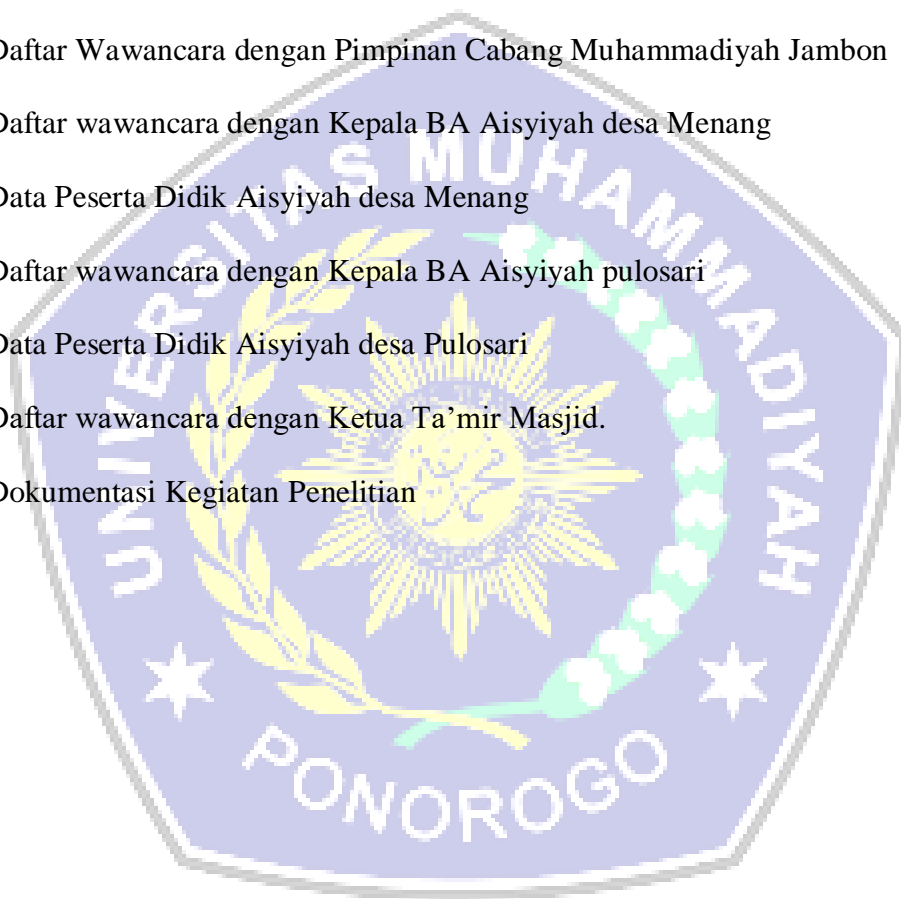 Daftar Wawancara dengan Pimpinan Cabang Muhammadiyah Jambon
Daftar wawancara dengan Kepala BA Aisyiyah desa Menang
Data Peserta Didik Aisyiyah desa Menang
Daftar wawancara dengan Kepala BA Aisyiyah pulosari
Data Peserta Didik Aisyiyah desa Pulosari
Daftar wawancara dengan Ketua Ta’mir Masjid.
Dokumentasi Kegiatan Penelitian
UNIVERSITAS MUHAMMADIYAH
PONOROGO